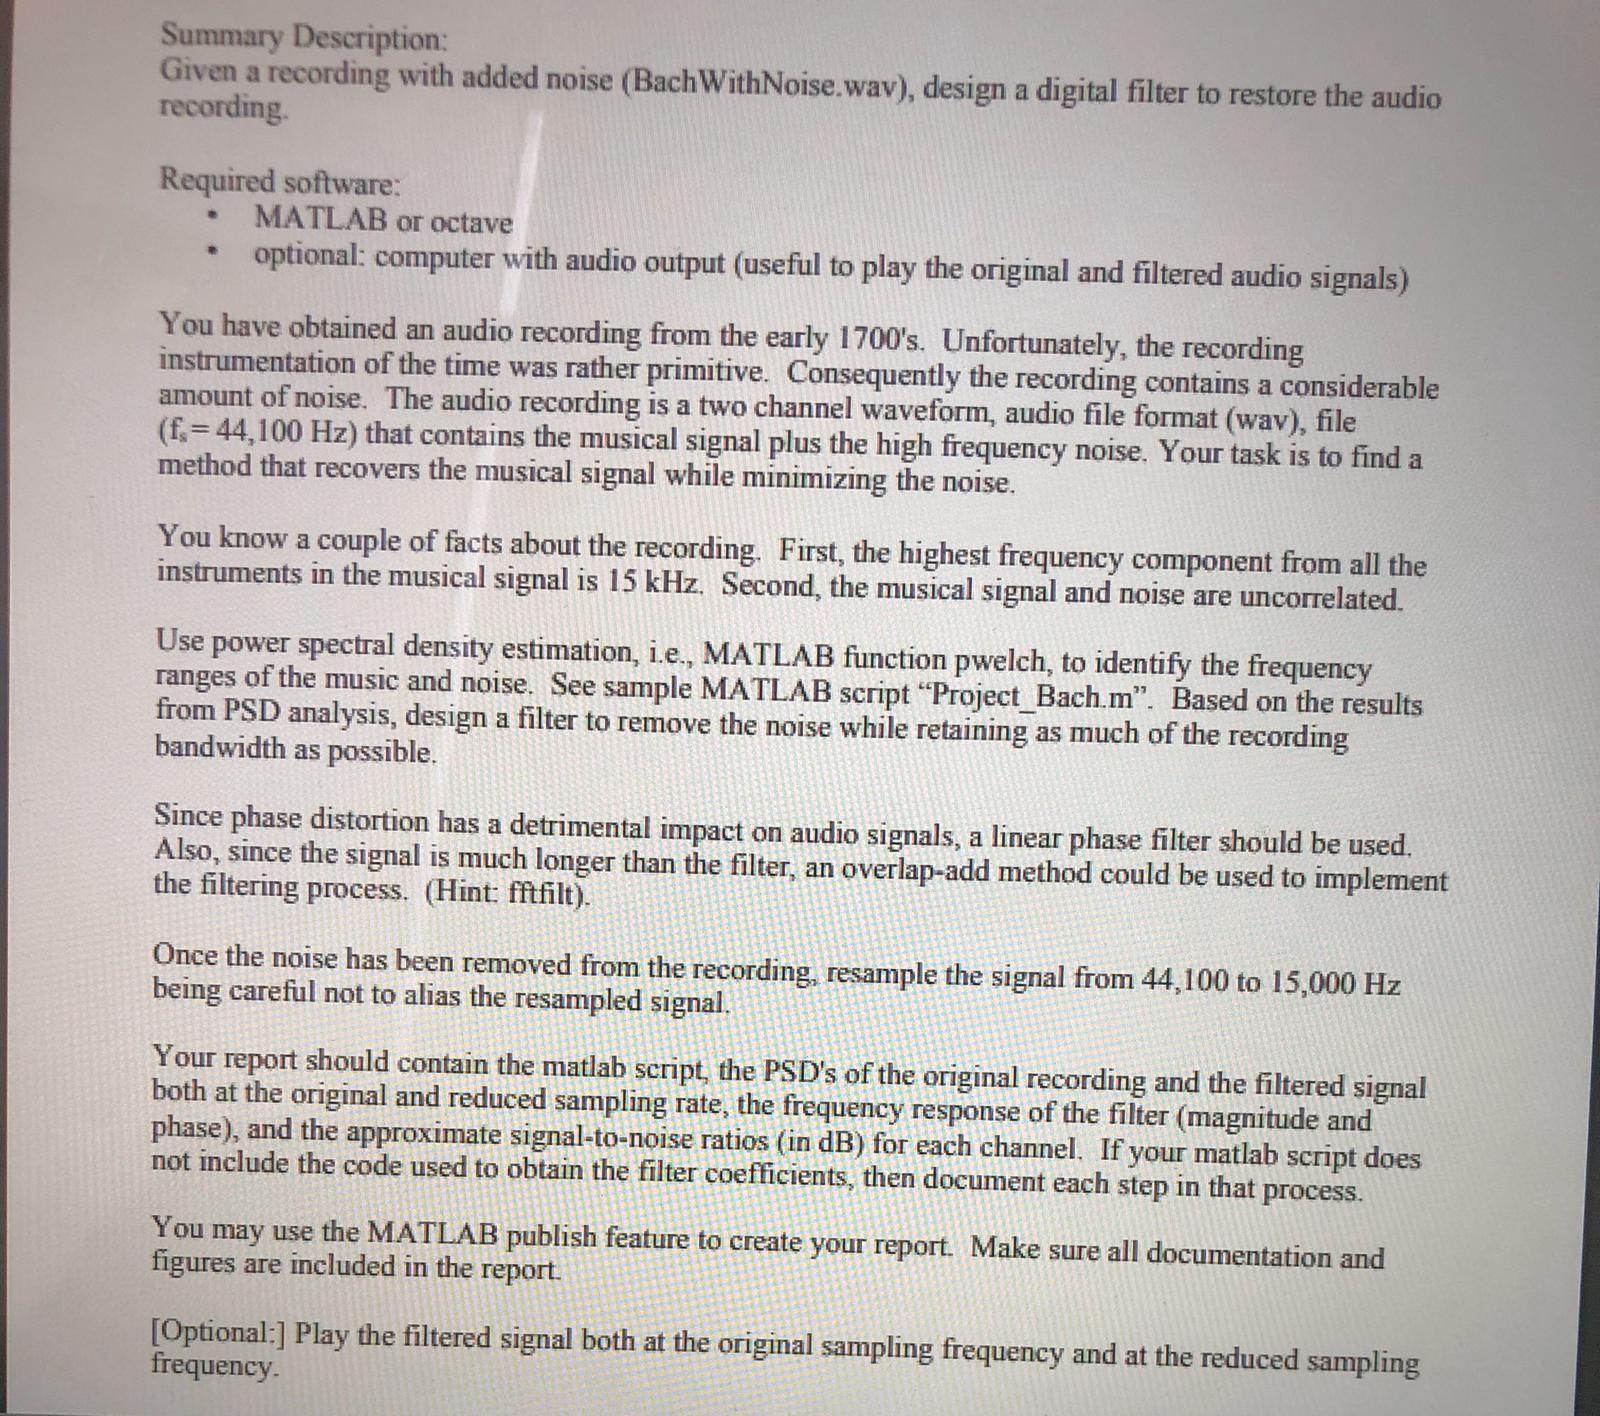 Summary Description:
Given a recording with added noise (BachWithNoise.wav), design a digital filter to restore the audio
recording.
Required software:
• MATLAB or octave
• optional: computer with audio output (useful to play the original and filtered audio signals)
You have obtained an audio recording from the early 1700's. Unfortunately, the recording
instrumentation of the time was rather primitive. Consequently the recording contains a considerable
amount of noise. The audio recording is a two channel waveform, audio file format (wav), file
(fs= 44,100 Hz) that contains the musical signal plus the high frequency noise. Your task is to find a
method that recovers the musical signal while minimizing the noise.
You know a couple of facts about the recording. First, the highest frequency component from all the
instruments in the musical signal is 15 kHz. Second, the musical signal and noise are uncorrelated.
Use power spectral density estimation, i.e., MATLAB function pwelch, to identify the frequency
ranges of the music and noise. See sample MATLAB script “Project_Bach.m”. Based on the results
from PSD analysis, design a filter to remove the noise while retaining as much of the recording
bandwidth as possible.
Since phase distortion has a detrimental impact on audio signals, a linear phase filter should be used.
Also, since the signal is much longer than the filter, an overlap-add method could be used to implement
the filtering process. (Hint: fftfilt).
Once the noise has been removed from the recording, resample the signal from 44,100 to 15,000 Hz
being careful not to alias the resampled signal.
Your report should contain the matlab script, the PSD's of the original recording and the filtered signal
both at the original and reduced sampling rate, the frequency response of the filter (magnitude and
phase), and the approximate signal-to-noise ratios (in dB) for each channel. If your matlab script does
not include the code used to obtain the filter coefficients, then document each step in that process.
You may use the MATLAB publish feature to create your report. Make sure all documentation and
figures are included in the report.
[Optional:] Play the filtered signal both at the original sampling frequency and at the reduced sampling
frequency.